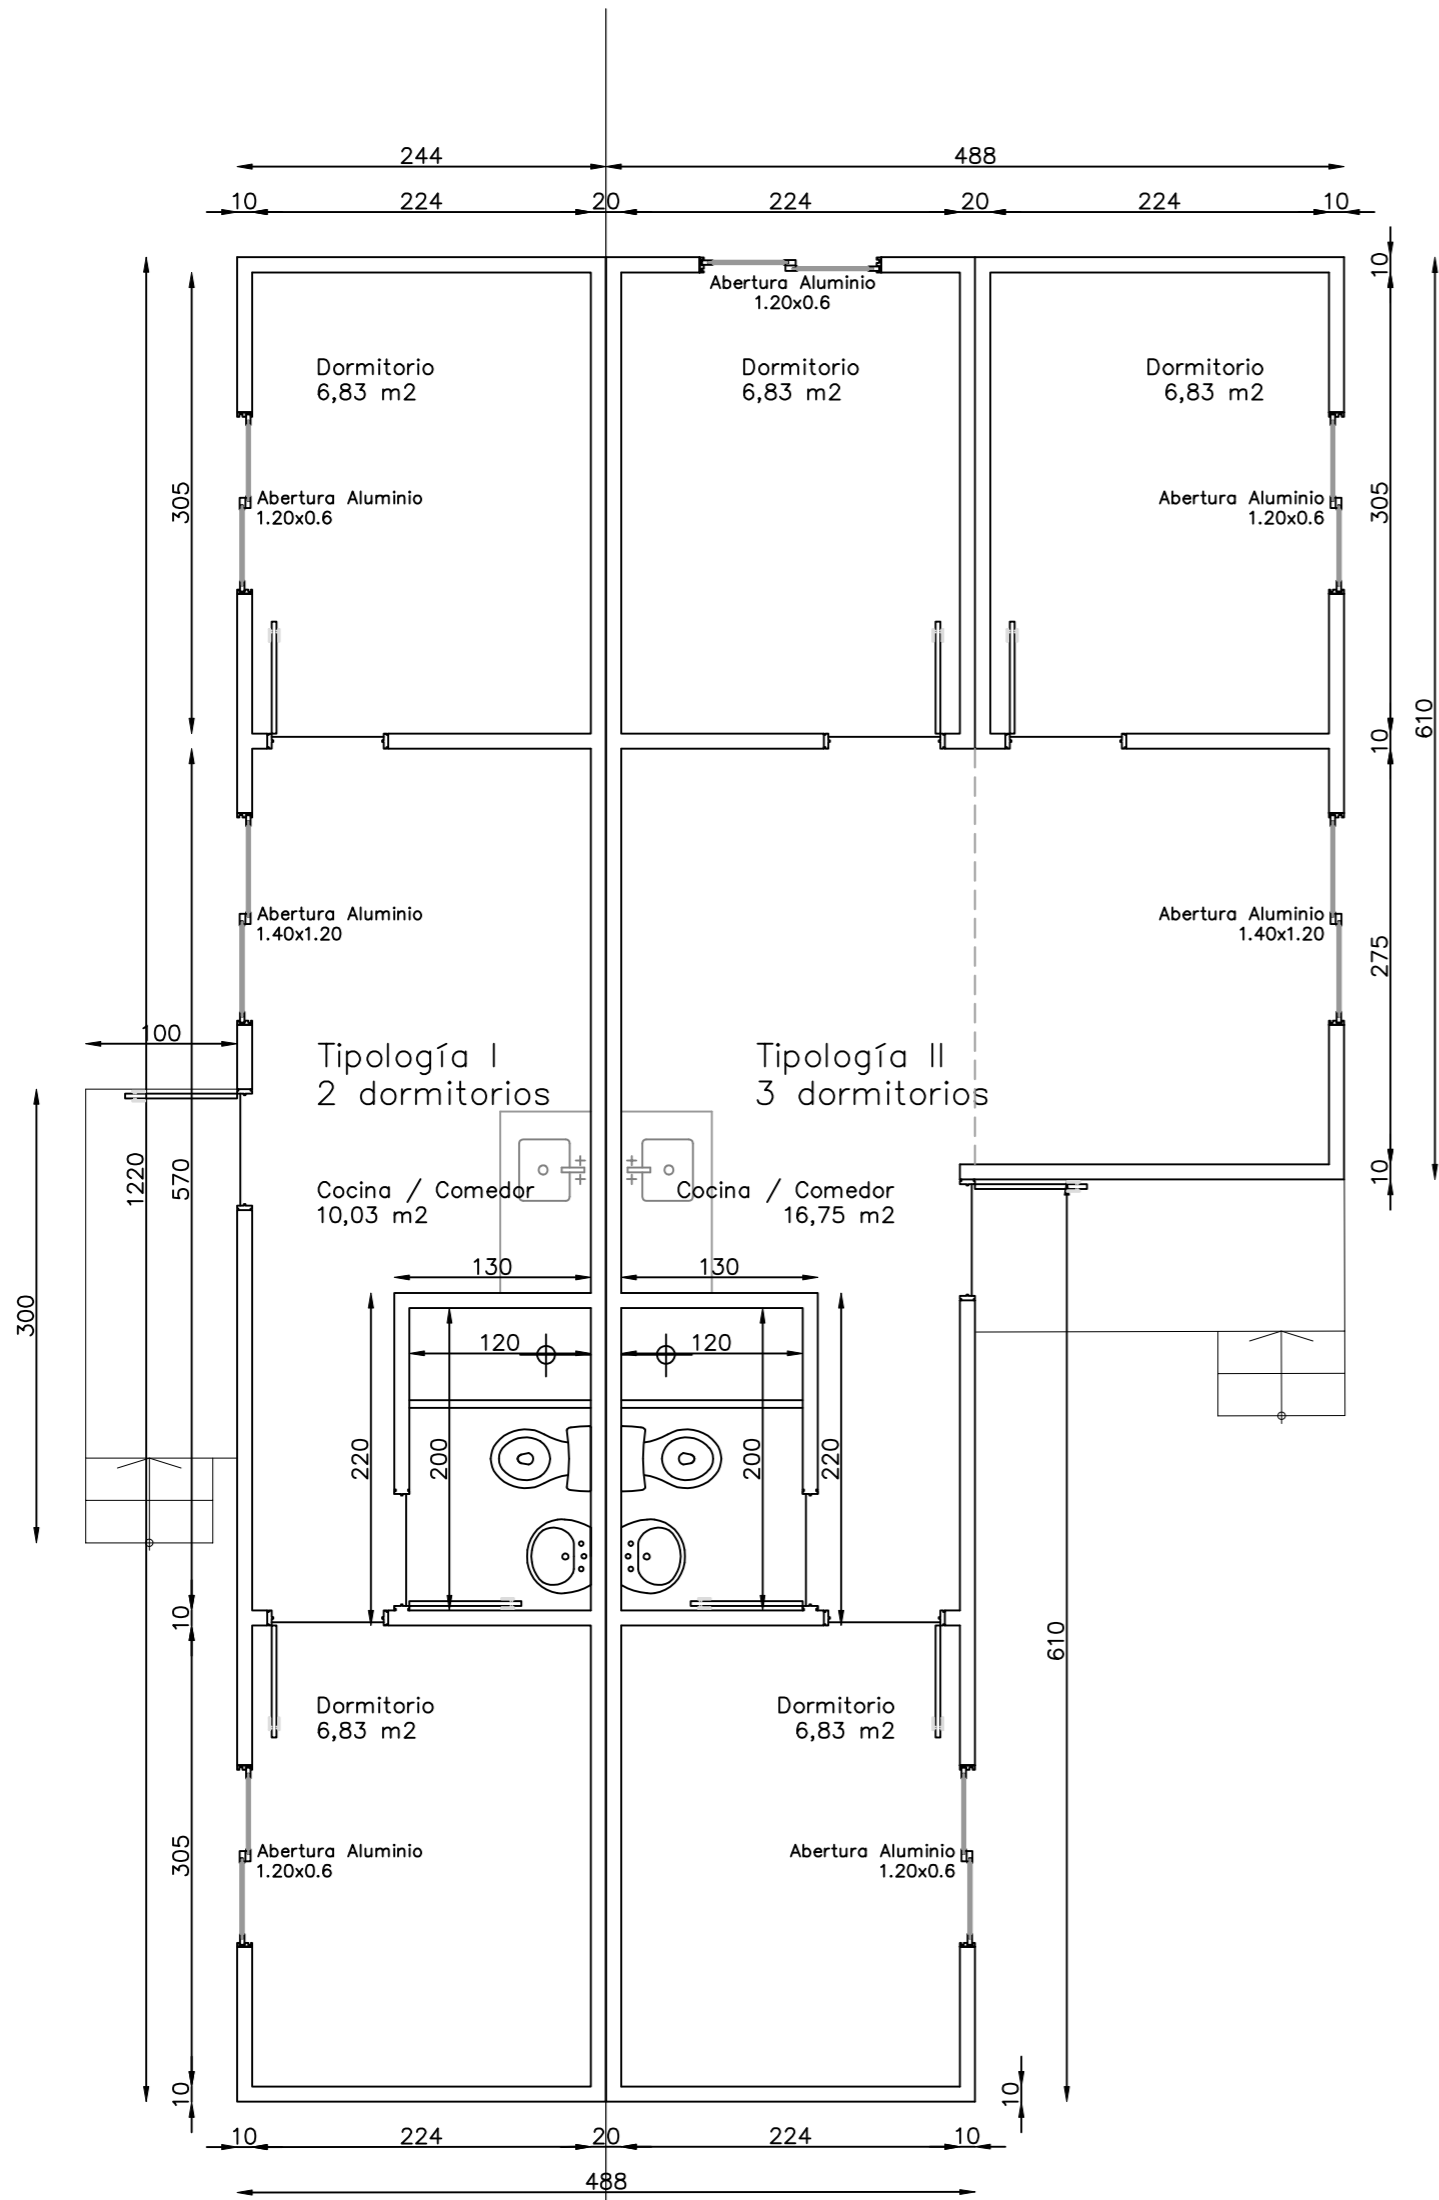 244
488
10
224
20
224
20
224
10
10
Abertura Aluminio
1.20x0.6
Dormitorio
6,83 m2
Dormitorio
6,83 m2
Dormitorio
6,83 m2
305
Abertura Aluminio
1.20x0.6
Abertura Aluminio
1.20x0.6
305
610
10
Abertura Aluminio
1.40x1.20
Abertura Aluminio
1.40x1.20
275
100
Tipología I
2 dormitorios
Tipología II
3 dormitorios
1220
570
10
Cocina / Comedor
10,03 m2
Cocina / Comedor
16,75 m2
300
130
130
120
120
220
200
200
220
10
610
Dormitorio
6,83 m2
Dormitorio
6,83 m2
305
Abertura Aluminio
1.20x0.6
Abertura Aluminio
1.20x0.6
10
10
10
224
20
224
10
488